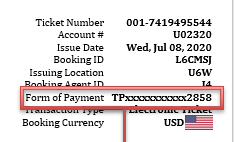 Ticket Number 001-7419495544
Account # U02320
Issue Date Wed, Jul 08, 2020
Booking ID L6CMSJ
Issuing Location U6W
Booking Agent ID J4
Form of Payment TPxxxxxxxxxxx2858
Transaction Type Electronic Ticket
Booking Currency USD